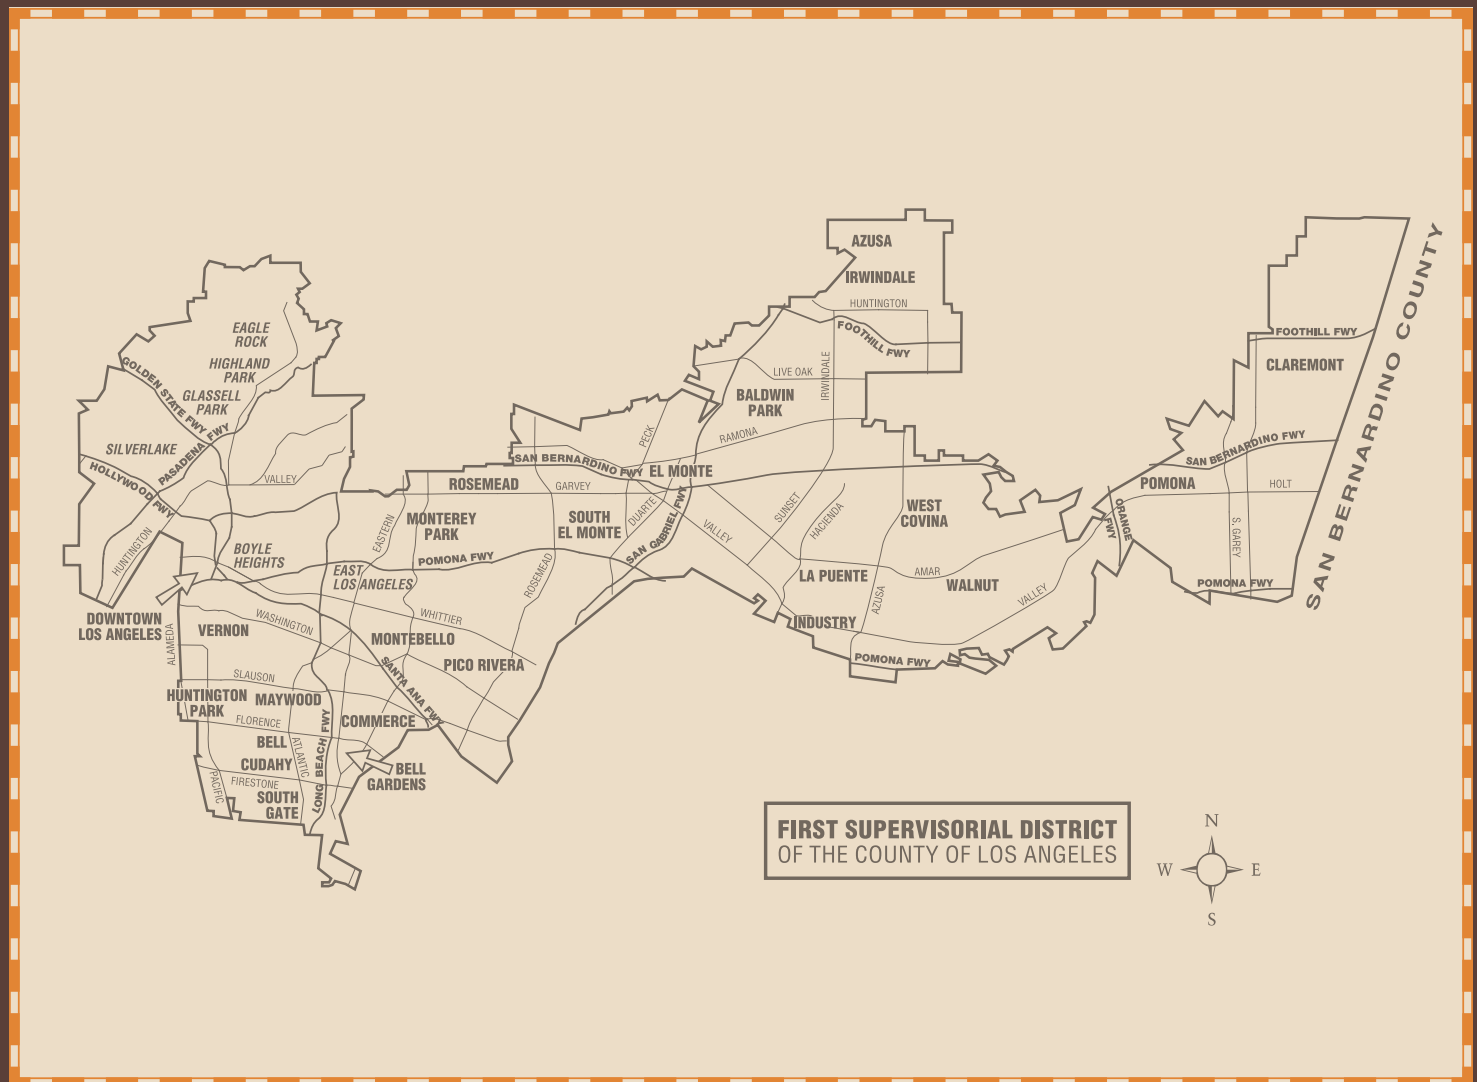 AZUSA
IRWINDALE
HUNTINGTON
FOOTHILL FWY
SAN BERNARDINO COUNTY
EAGLE
ROCK
HIGHLAND
PARK
GLASSELL
PARK
GOLDEN STATE FWY
PASADENA FWY
SILVERLAKE
HOLLYWOOD FWY
VALLEY
HUNTINGTON
LIVE OAK
IRWINDALE
BALDWIN
PARK
FOOTHILL FWY
CLAREMONT
PECK
RAMONA
SAN BERNARDINO FWY
EL MONTE
SAN BERNARDINO FWY
ROSEMEAD
GARVEY
POMONA
HOLT
EASTERN
MONTEREY
PARK
SOUTH
EL MONTE
DUARTE
SAN GABRIEL FWY
VALLEY
SUNSET
HACIENDA
WEST
COVINA
ORANGE
FWY
S. GAREY
BOYLE
HEIGHTS
EAST
LOS ANGELES
POMONA FWY
ROSEMEAD
LA PUENTE
AMAR
WALNUT
AZUSA
VALLEY
POMONA FWY
DOWNTOWN
LOS ANGELES
ALAMEDA
VERNON
WASHINGTON
WHITTIER
MONTEBELLO
PICO RIVERA
INDUSTRY
POMONA FWY
SANTA ANA FWY
SLAUSON
HUNTINGTON
PARK
MAYWOOD
COMMERCE
FLORENCE
BELL
ATLANTIC
LONG BEACH FWY
CUDAHY
BELL
GARDENS
PACIFIC
FIRESTONE
SOUTH
GATE
FIRST SUPERVISORIAL DISTRICT
OF THE COUNTY OF LOS ANGELES
N
W
E
S